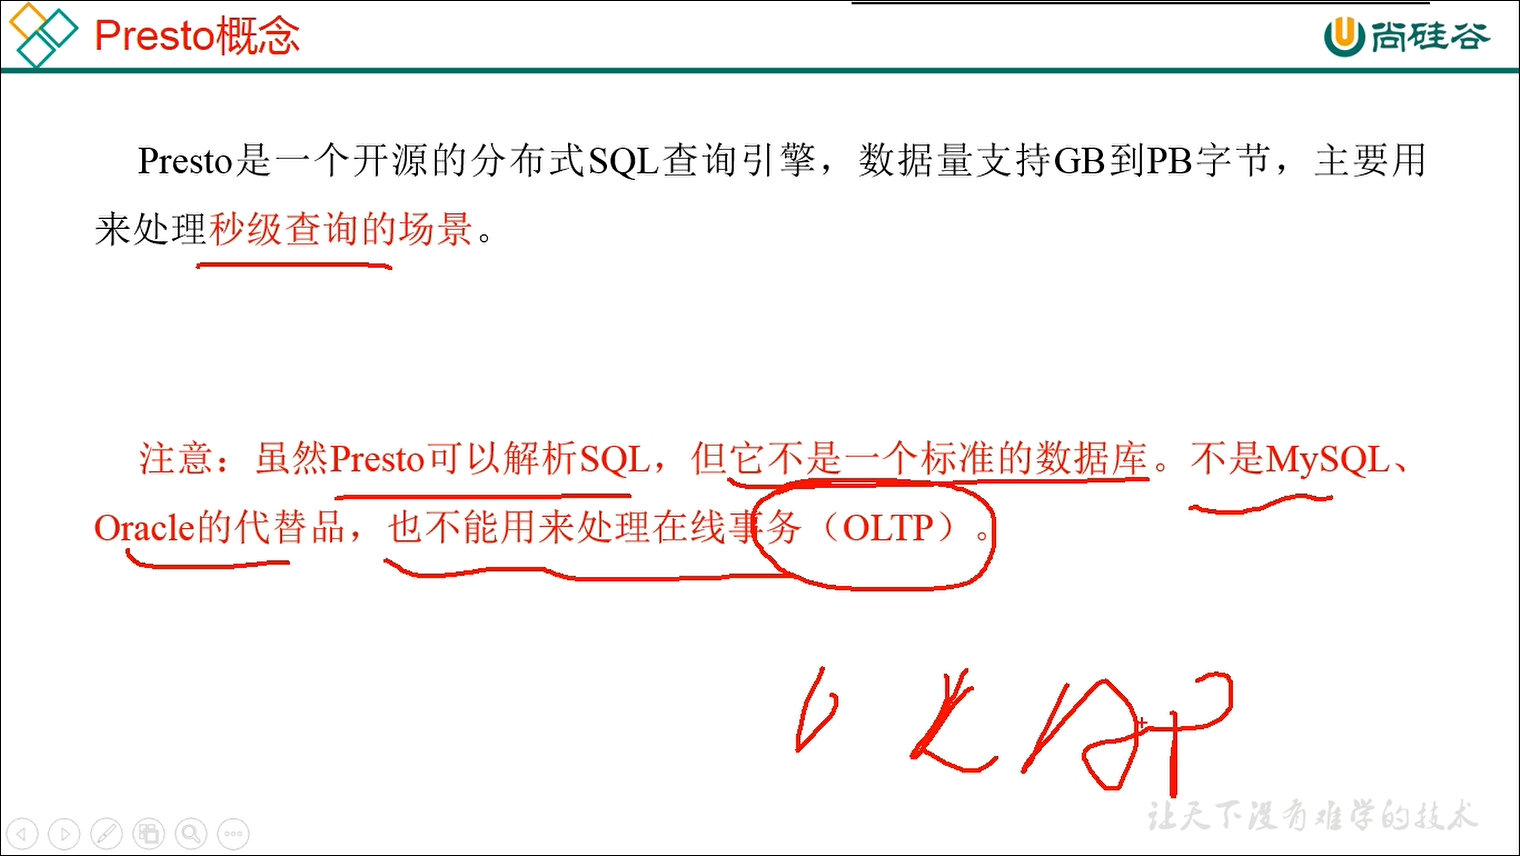 Presto概念
尚硅谷
Presto是一个开源的分布式SQL查询引擎，数据量支持GB到PB字节，主要用
来处理秒级查询的场景。
注意：虽然Presto可以解析SQL，但它不是一个标准的数据库。不是MySQL、
Oracle的代替品，也不能用来处理在线事务（OLTP）。
OLAP
让天下没有难学的技术